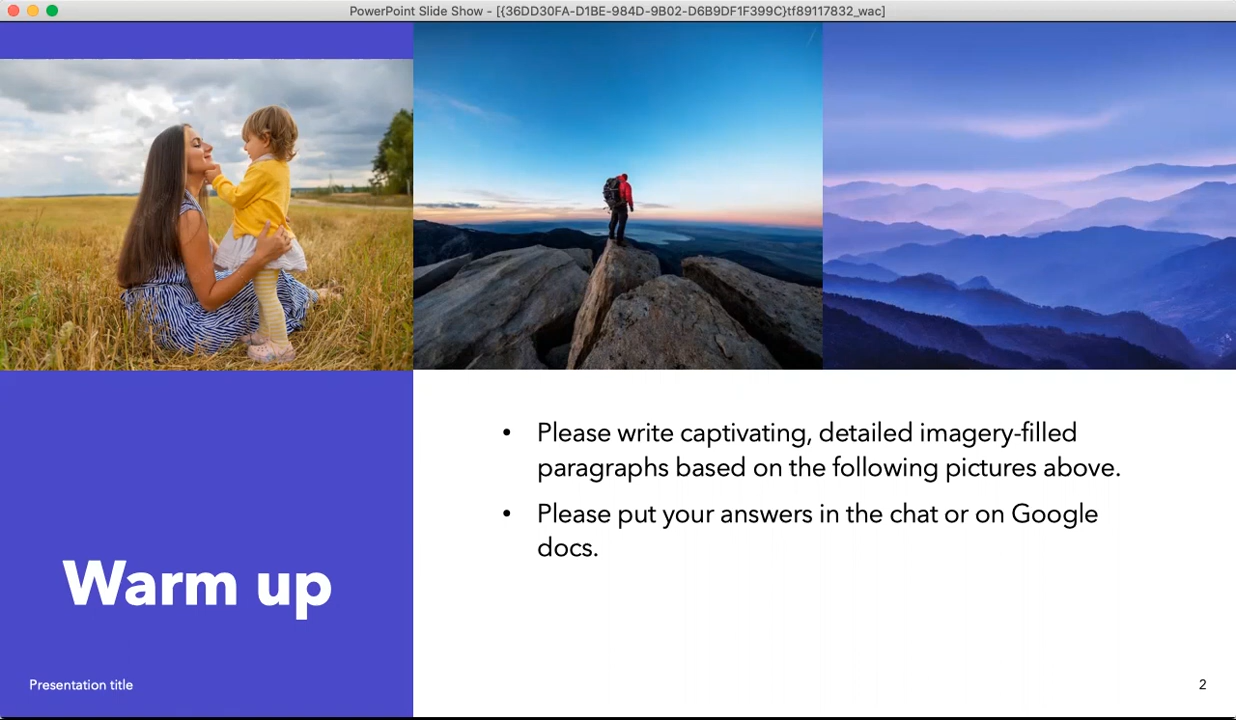 PowerPoint Slide Show - [{36DD30FA-D1BE-984D-9B02-D6B9DF1F399C}tf89117832_wac]
• Please write captivating, detailed imagery-filled
paragraphs based on the following pictures above.
• Please put your answers in the chat or on Google
docs.
Warm up
Presentation title
2